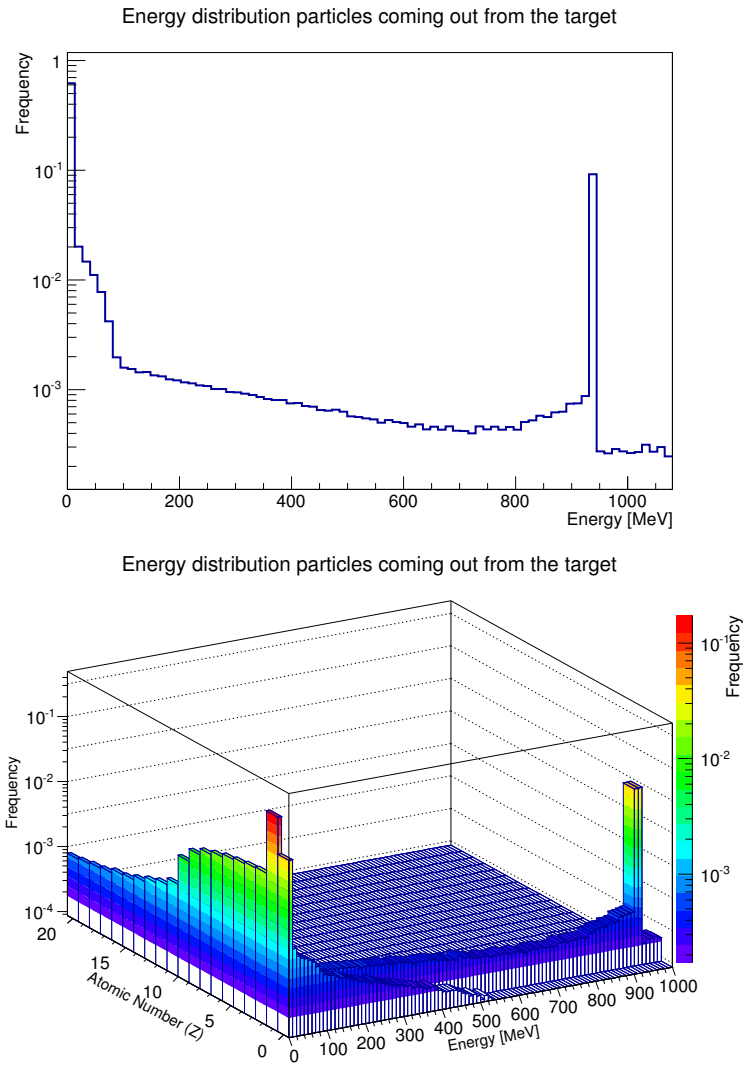 Energy distribution particles coming out from the target
Frequency
1
10-1
10-2
10-3
0 200 400 600 800 1000
Energy [MeV]
Energy distribution particles coming out from the target
Frequency
10-1
10-2
10-3
10-4
20 15 10 5 0
Atomic Number (Z)
0 100 200 300 400 500 600 700 800 900 1000
Energy [MeV]
Frequency
10-1
10-2
10-3